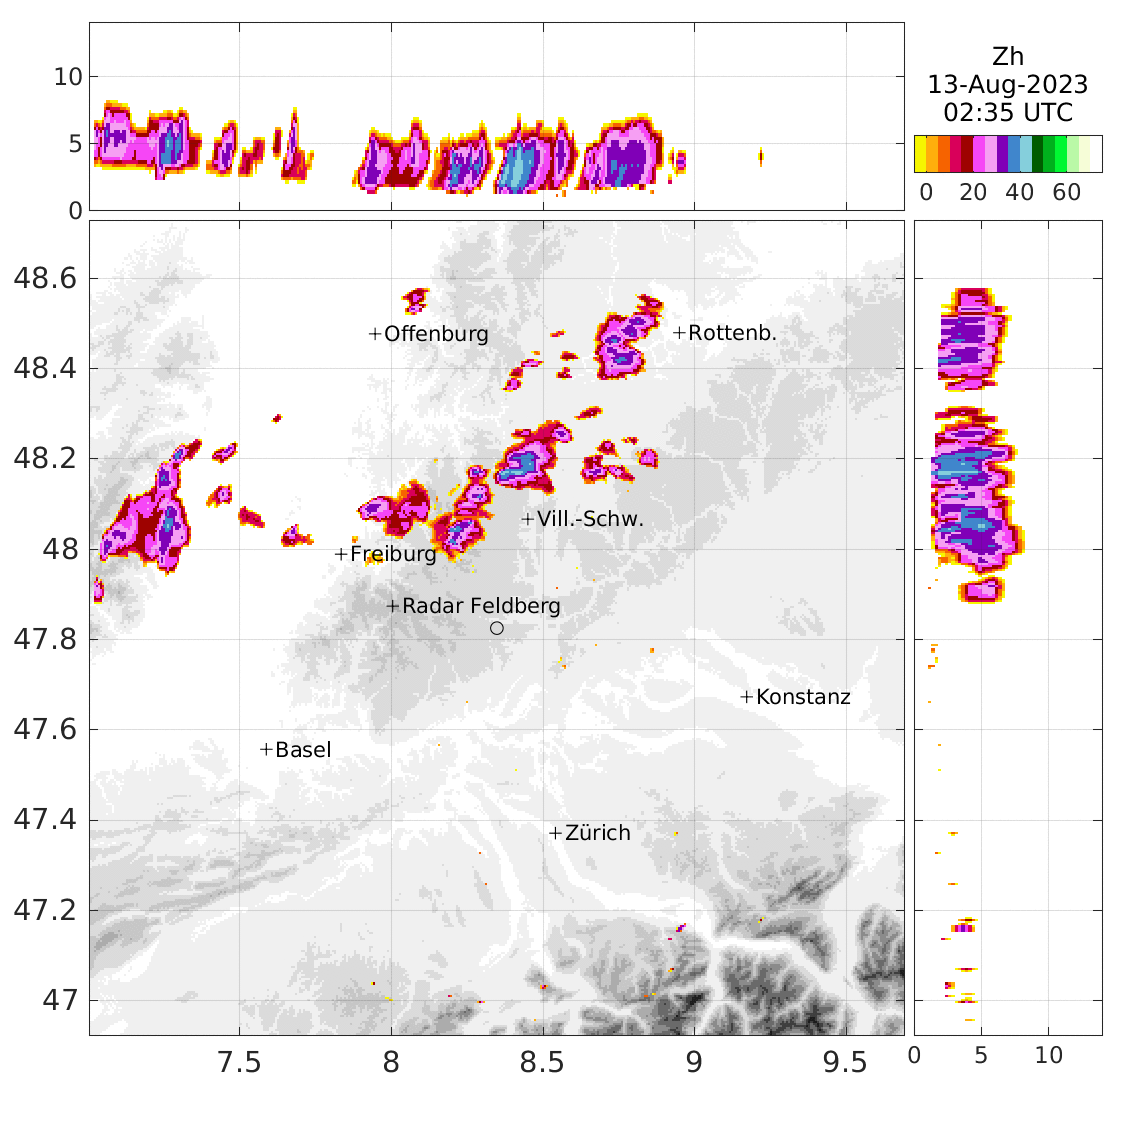 Zh
13-Aug-2023
02:35 UTC
0 20 40 60
10
5
0
48.6
48.4
48.2
48
47.8
47.6
47.4
47.2
47
Offenburg
Rottenb.
Vill.-Schw.
Freiburg
Radar Feldberg
Konstanz
Basel
Zürich
7.5 8 8.5 9 9.5
0 5 10